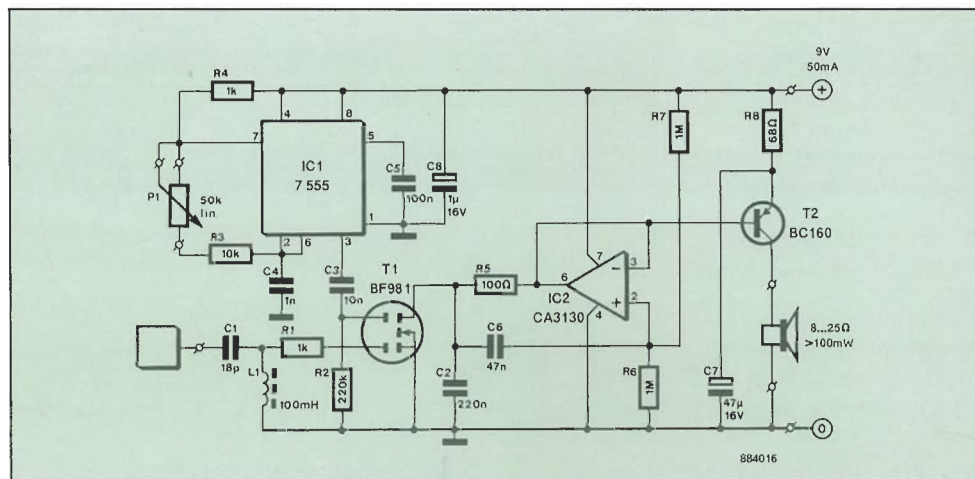 9V
50mA
R4
1k
7
4
8
5
IC1
7555
1
2
6
3
P1
50k
lin
R3
10k
C4
1n
C5
100n
C8
1µ
16V
C3
10n
T1
BF981
C1
18p
R1
1k
L1
100mH
R2
220k
R5
100Ω
C6
47n
C2
220n
6
7
−
3
+
2
4
IC2
CA3130
R7
1M
R6
1M
R8
68Ω
T2
BC160
8...25Ω
>100mW
C7
47µ
16V
+
0
884016